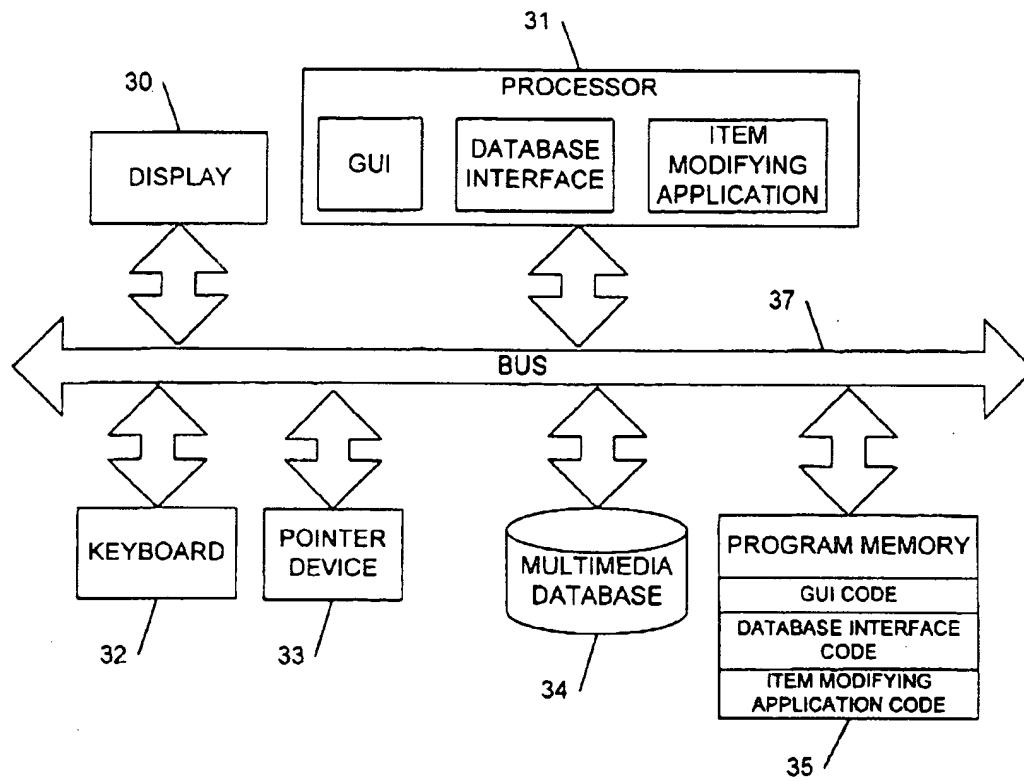 31
30
PROCESSOR
DISPLAY
GUI
DATABASE
INTERFACE
ITEM
MODIFYING
APPLICATION
37
BUS
KEYBOARD
POINTER
DEVICE
MULTIMEDIA
DATABASE
PROGRAM MEMORY
GUI CODE
DATABASE INTERFACE
CODE
ITEM MODIFYING
APPLICATION CODE
32
33
34
35